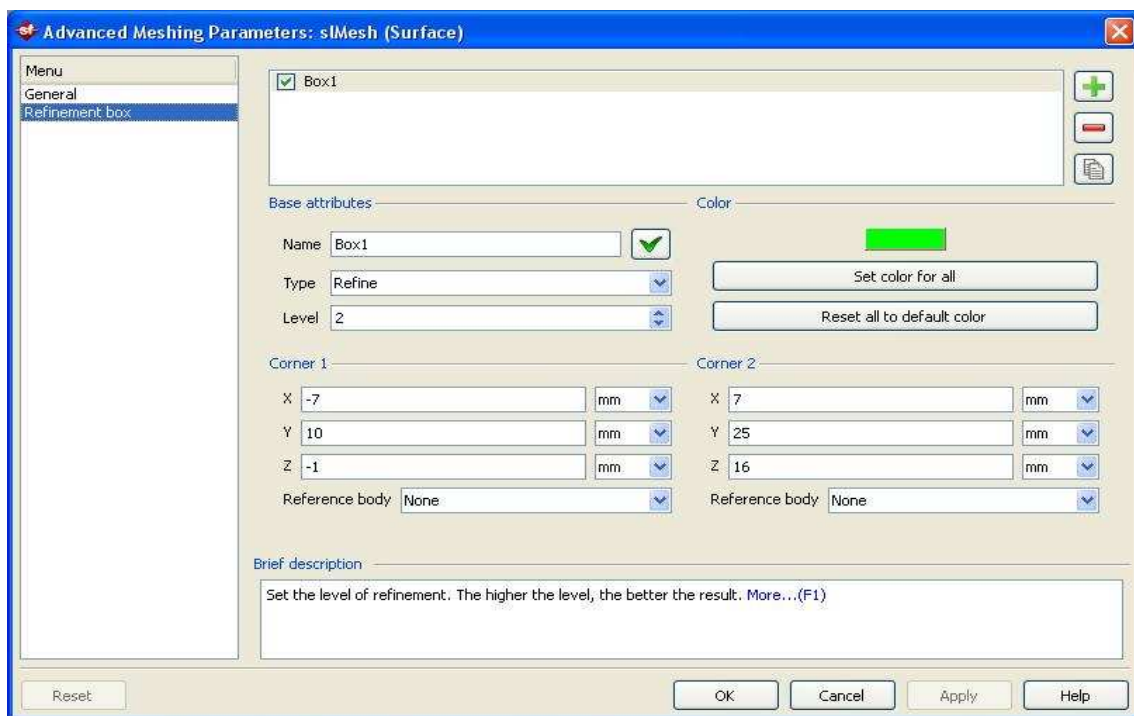 Advanced Meshing Parameters: slMesh (Surface)
Menu
General
Refinement box
Box1
Base attributes
Name Box1
Type Refine
Level 2
Color
Set color for all
Reset all to default color
Corner 1
X -7 mm
Y 10 mm
Z -1 mm
Reference body None
Corner 2
X 7 mm
Y 25 mm
Z 16 mm
Reference body None
Brief description
Set the level of refinement. The higher the level, the better the result. More...(F1)
Reset OK Cancel Apply Help